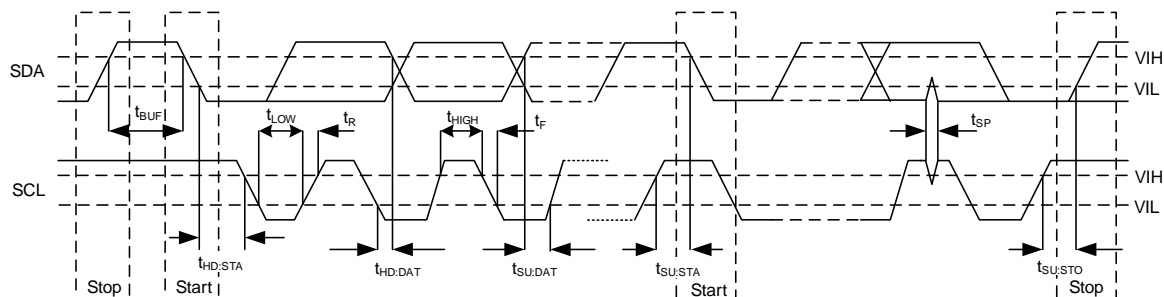 SDA
VIH
VIL
tBUF
tLOW
tR
tHIGH
tF
tSP
SCL
VIH
VIL
tHD:STA
tHD:DAT
tSU:DAT
tSU:STA
tSU:STO
Stop
Start
Start
Stop